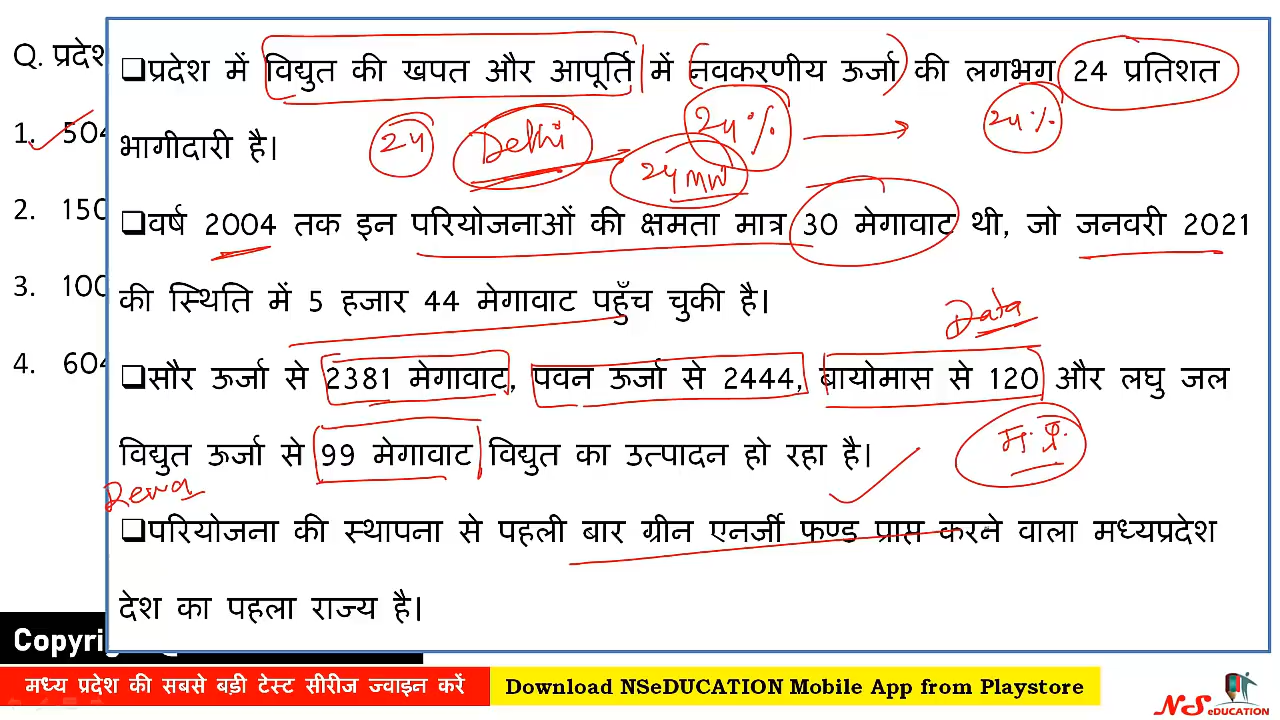 Q. प्रदेश
❑प्रदेश में विद्युत की खपत और आपूर्ति में नवकरणीय ऊर्जा की लगभग 24 प्रतिशत
24%
24%
1. 504
24
Delhi
भागीदारी है।
24 MW
2. 150
❑वर्ष 2004 तक इन परियोजनाओं की क्षमता मात्र 30 मेगावाट थी, जो जनवरी 2021
3. 100
की स्थिति में 5 हजार 44 मेगावाट पहुँच चुकी है।
Data
4. 604
❑सौर ऊर्जा से 2381 मेगावाट, पवन ऊर्जा से 2444, बायोमास से 120 और लघु जल
म.प्र.
विद्युत ऊर्जा से 99 मेगावाट विद्युत का उत्पादन हो रहा है।
Rewa
❑परियोजना की स्थापना से पहली बार ग्रीन एनर्जी फण्ड प्राप्त करने वाला मध्यप्रदेश
देश का पहला राज्य है।
मध्य प्रदेश की सबसे बड़ी टेस्ट सीरीज ज्वाइन करें
Download NSeDUCATION Mobile App from Playstore
NS eDUCATION